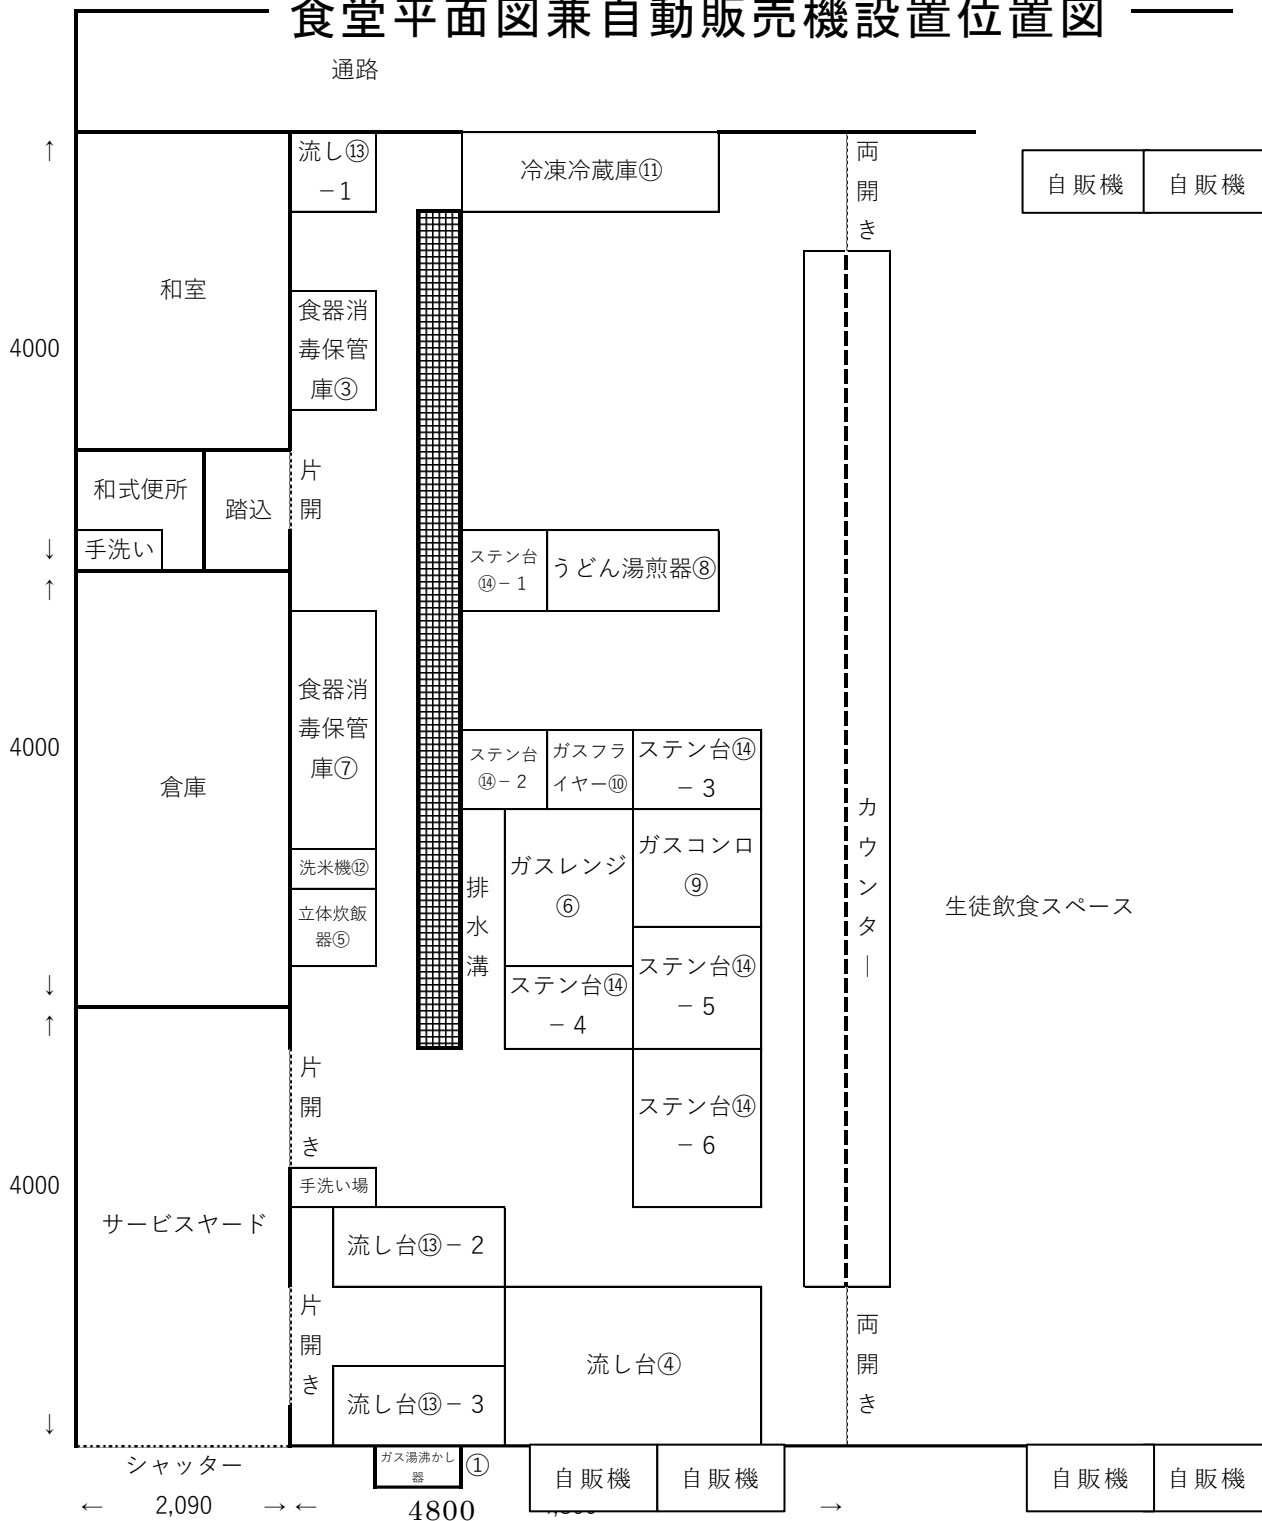 食堂平面図兼自動販売機設置位置図
通路
↑
流し⑬
－1
冷凍冷蔵庫⑪
両開き
自販機
自販機
和室
食器消
毒保管
庫③
4000
和式便所
踏込
片開
手洗い
↓
ステン台
⑭－1
うどん湯煎器⑧
↑
食器消
毒保管
庫⑦
4000
倉庫
ステン台
⑭－2
ガスフラ
イヤー⑩
ステン台⑭
－3
洗米機⑫
立体炊飯
器⑤
排水溝
ガスレンジ
⑥
ガスコンロ
⑨
カウンター
生徒飲食スペース
ステン台⑭
－4
ステン台⑭
－5
↓
↑
片開き
ステン台⑭
－6
4000
手洗い場
サービスヤード
流し台⑬－2
片開き
流し台④
両開き
流し台⑬－3
↓
シャッター
ガス湯沸かし
器
①
自販機
自販機
自販機
自販機
← 2,090 →
← 4800 →